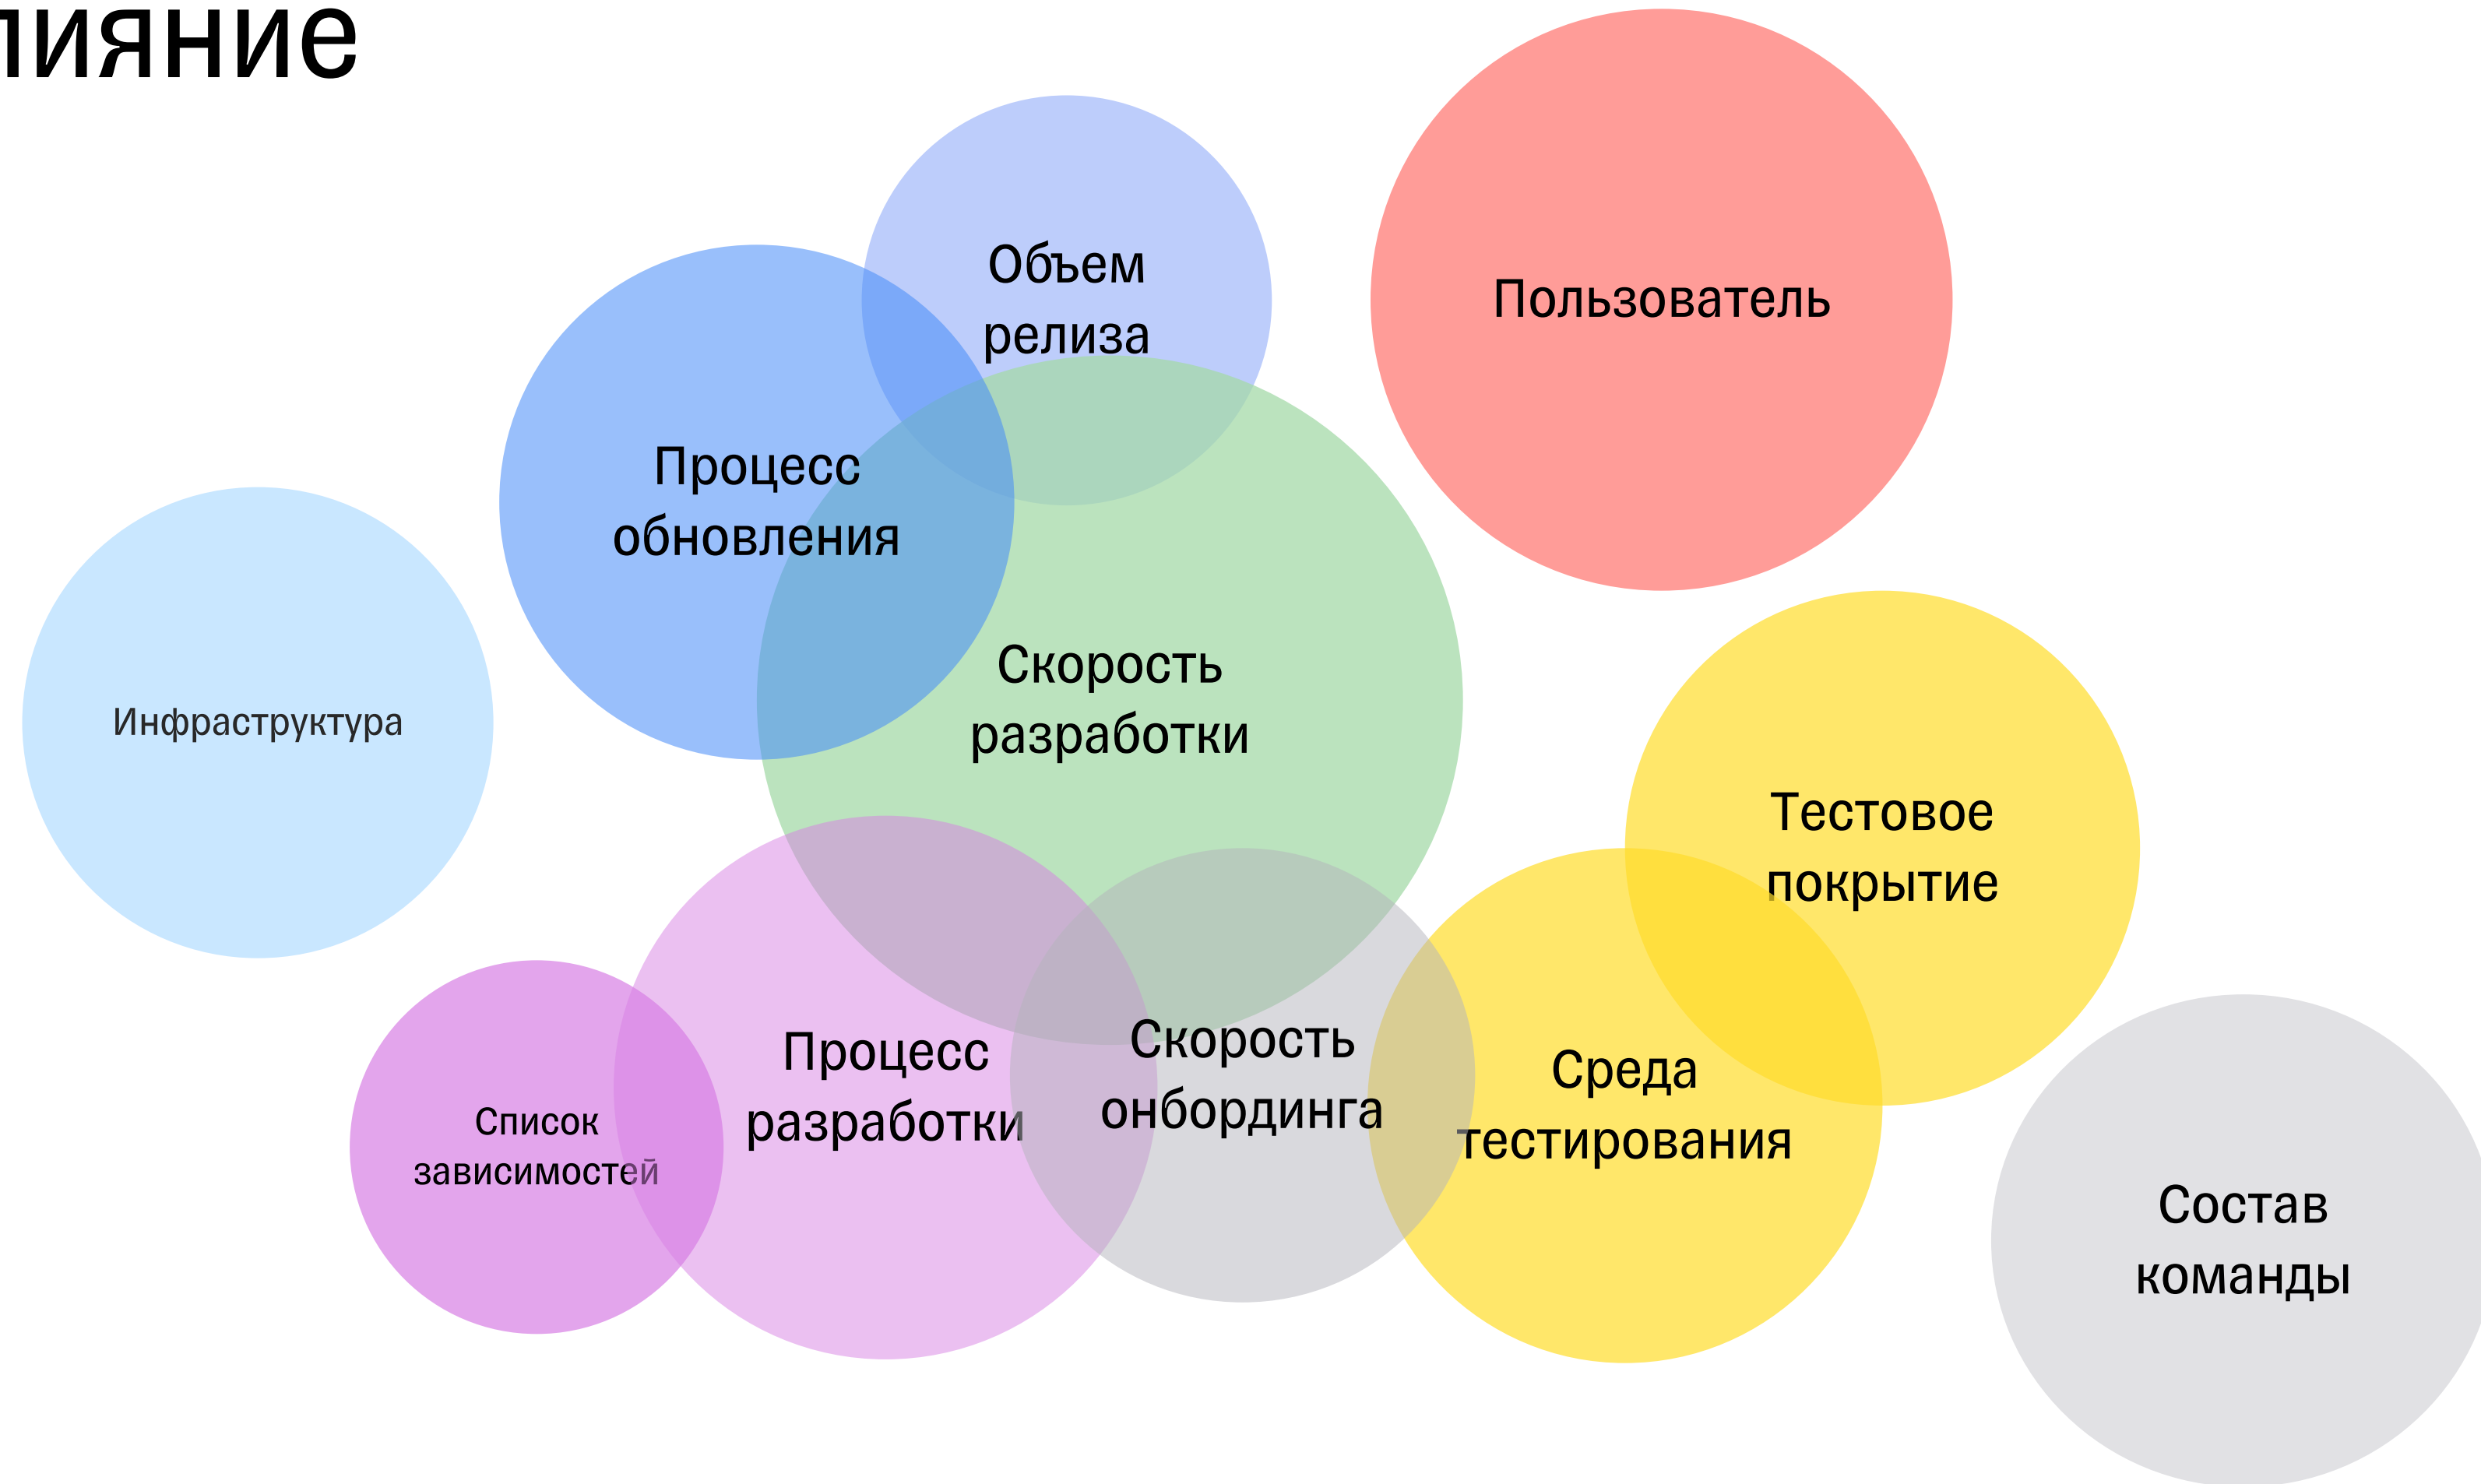 лияние
Объем
релиза
Пользователь
Процесс
обновления
Скорость
разработки
Инфраструктура
Тестовое
покрытие
Процесс
разработки
Скорость
онбординга
Среда
тестирования
Список
зависимостей
Состав
команды